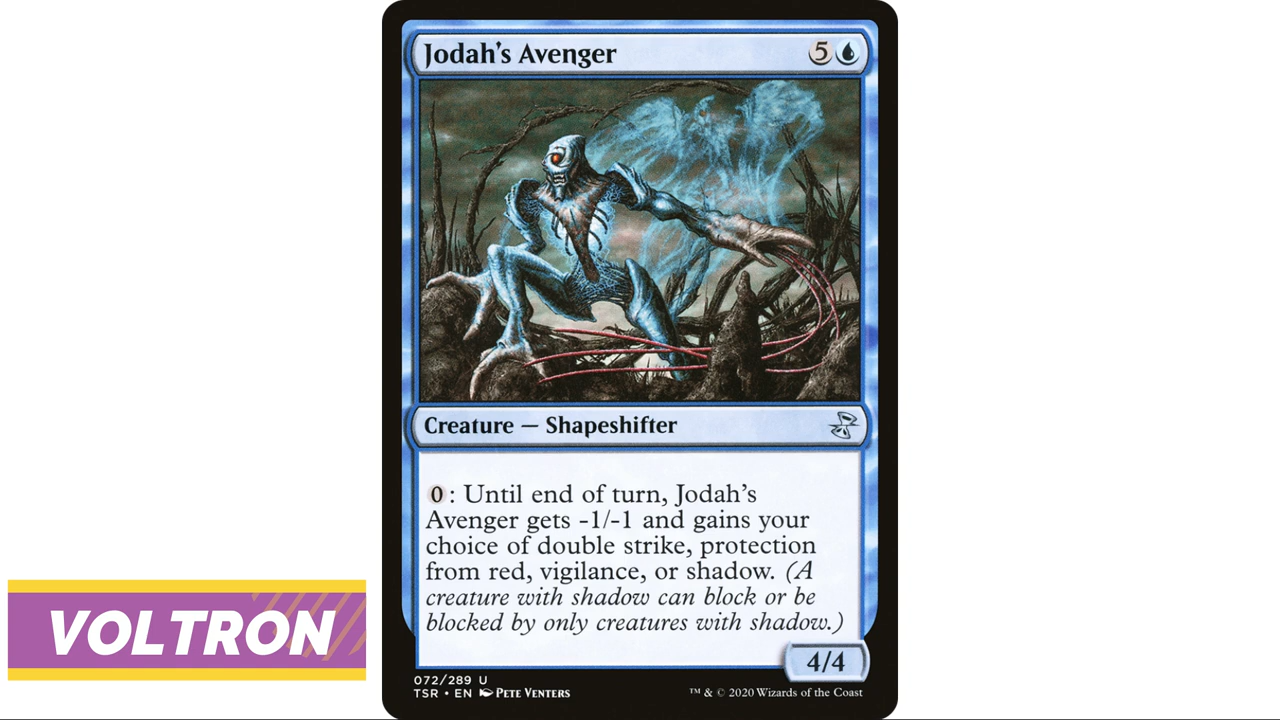 Jodah's Avenger 5
Creature — Shapeshifter
0: Until end of turn, Jodah's
Avenger gets -1/-1 and gains your
choice of double strike, protection
from red, vigilance, or shadow. (A
creature with shadow can block or be
blocked by only creatures with shadow.)
4/4
072/289 U
TSR • EN PETE VENTERS
™ & © 2020 Wizards of the Coast
VOLTRON